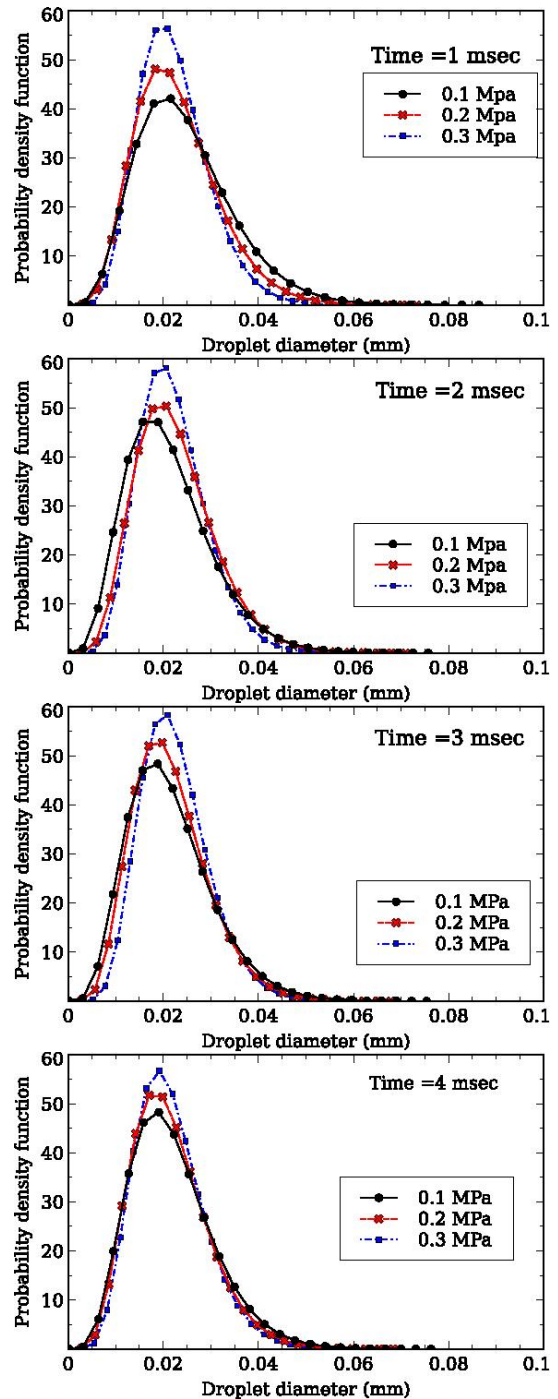 60
Time =1 msec
50
0.1 Mpa
0.2 Mpa
0.3 Mpa
40
30
20
10
Probability density function
0 0.02 0.04 0.06 0.08 0.1
Droplet diameter (mm)
60
Time =2 msec
50
40
30
0.1 Mpa
0.2 Mpa
0.3 Mpa
20
10
Probability density function
0 0.02 0.04 0.06 0.08 0.1
Droplet diameter (mm)
60
Time =3 msec
50
40
30
0.1 MPa
0.2 MPa
0.3 MPa
20
10
Probability density function
0 0.02 0.04 0.06 0.08 0.1
Droplet diameter (mm)
60
Time =4 msec
50
40
30
0.1 MPa
0.2 MPa
0.3 MPa
20
10
Probability density function
0 0.02 0.04 0.06 0.08 0.1
Droplet diameter (mm)